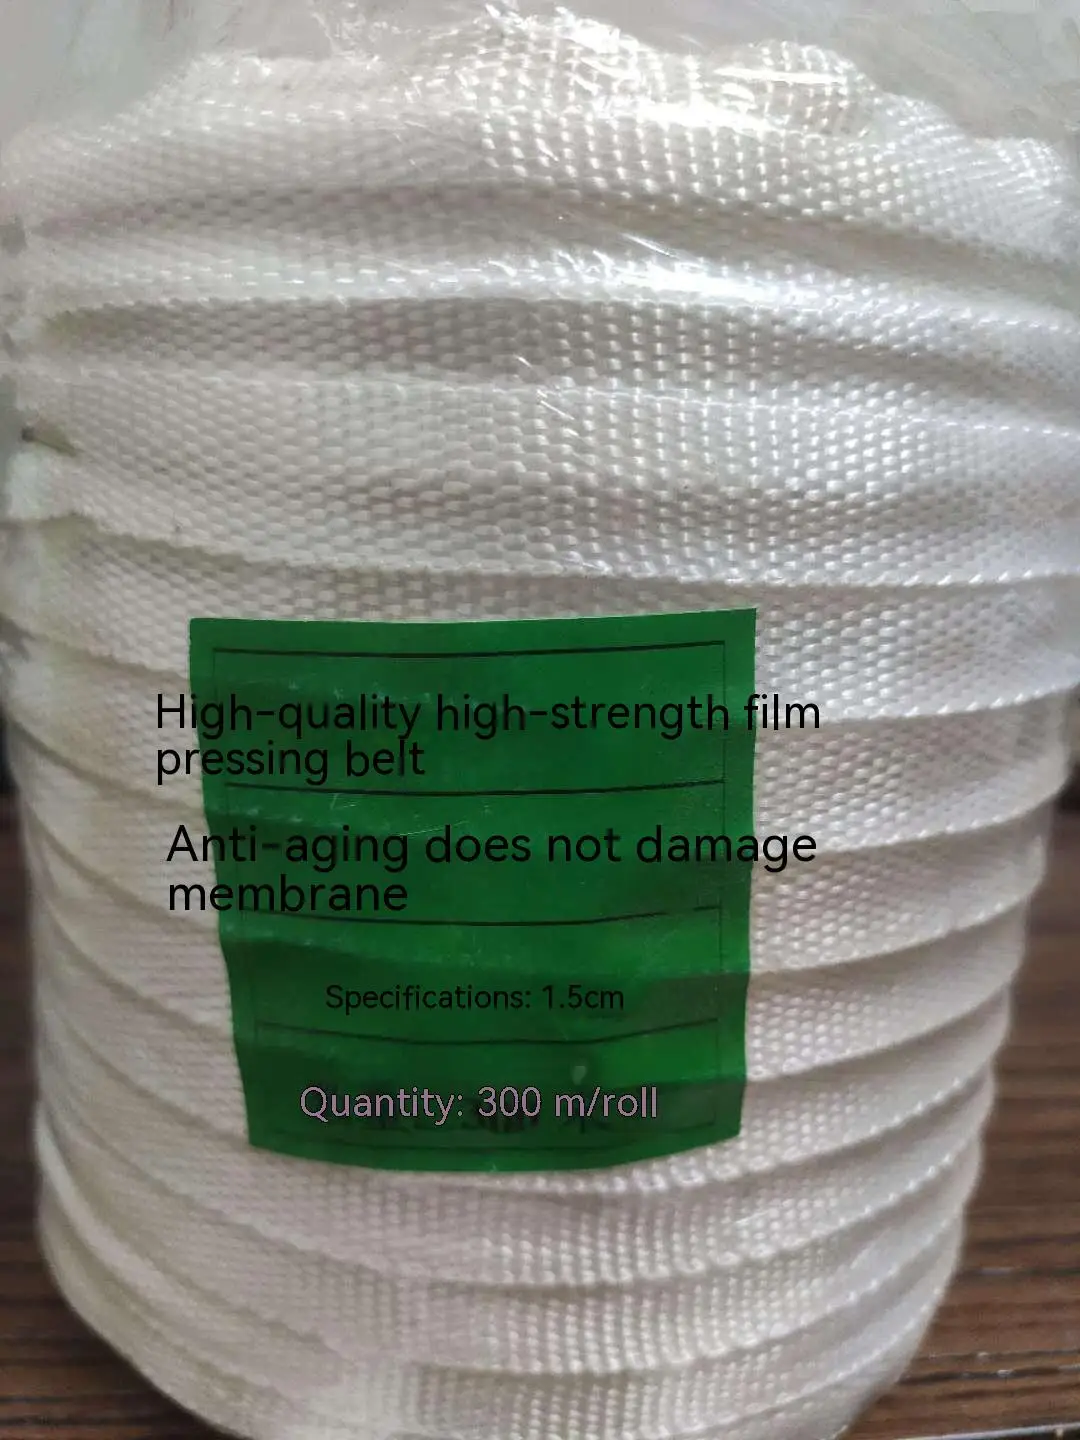 High-quality high-strength film
pressing belt
Anti-aging does not damage
membrane
Specifications: 1.5cm
Quantity: 300 m/roll